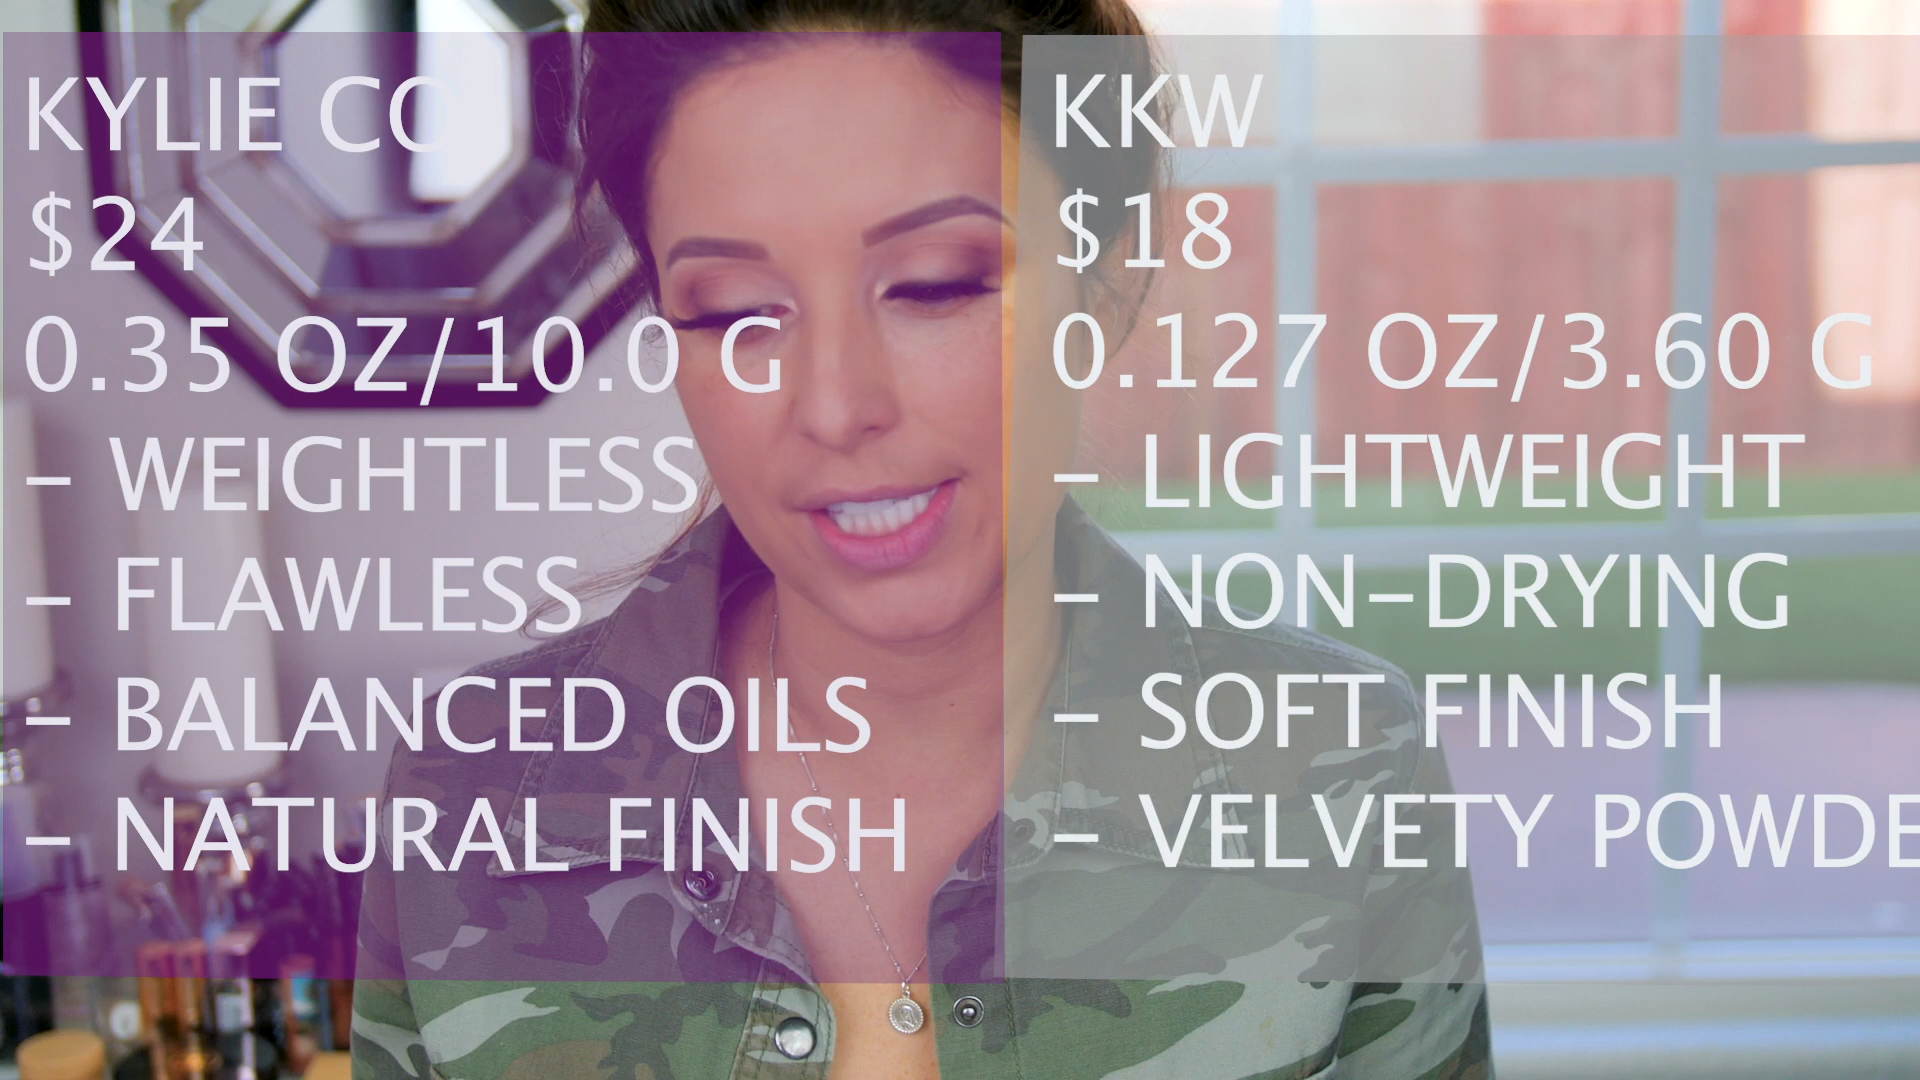 KYLIE CO
$24
0.35 OZ/10.0 G
- WEIGHTLESS
- FLAWLESS
- BALANCED OILS
- NATURAL FINISH
KKW
$18
0.127 OZ/3.60 G
- LIGHTWEIGHT
- NON-DRYING
- SOFT FINISH
- VELVETY POWDE